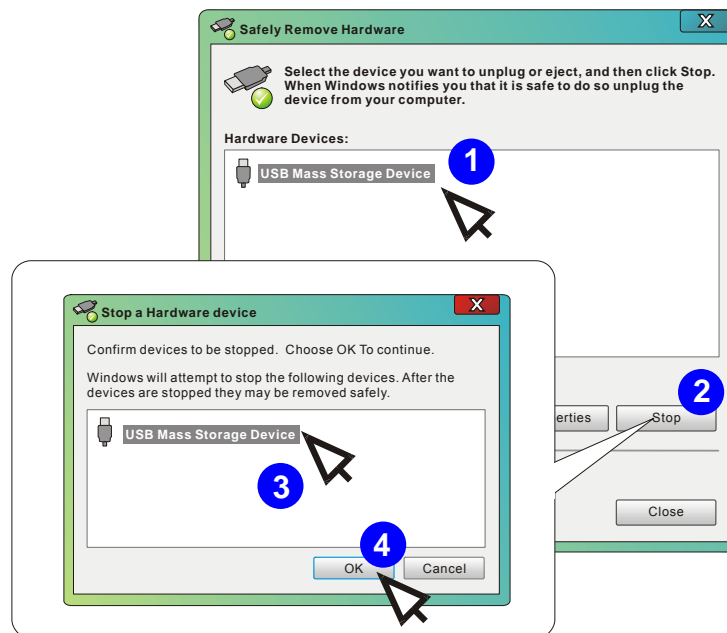 Safely Remove Hardware
X
Select the device you want to unplug or eject, and then click Stop.
When Windows notifies you that it is safe to do so unplug the
device from your computer.
Hardware Devices:
1
USB Mass Storage Device
2
erties
Stop
Close
Stop a Hardware device
X
Confirm devices to be stopped. Choose OK To continue.
Windows will attempt to stop the following devices. After the
devices are stopped they may be removed safely.
USB Mass Storage Device
3
4
OK
Cancel